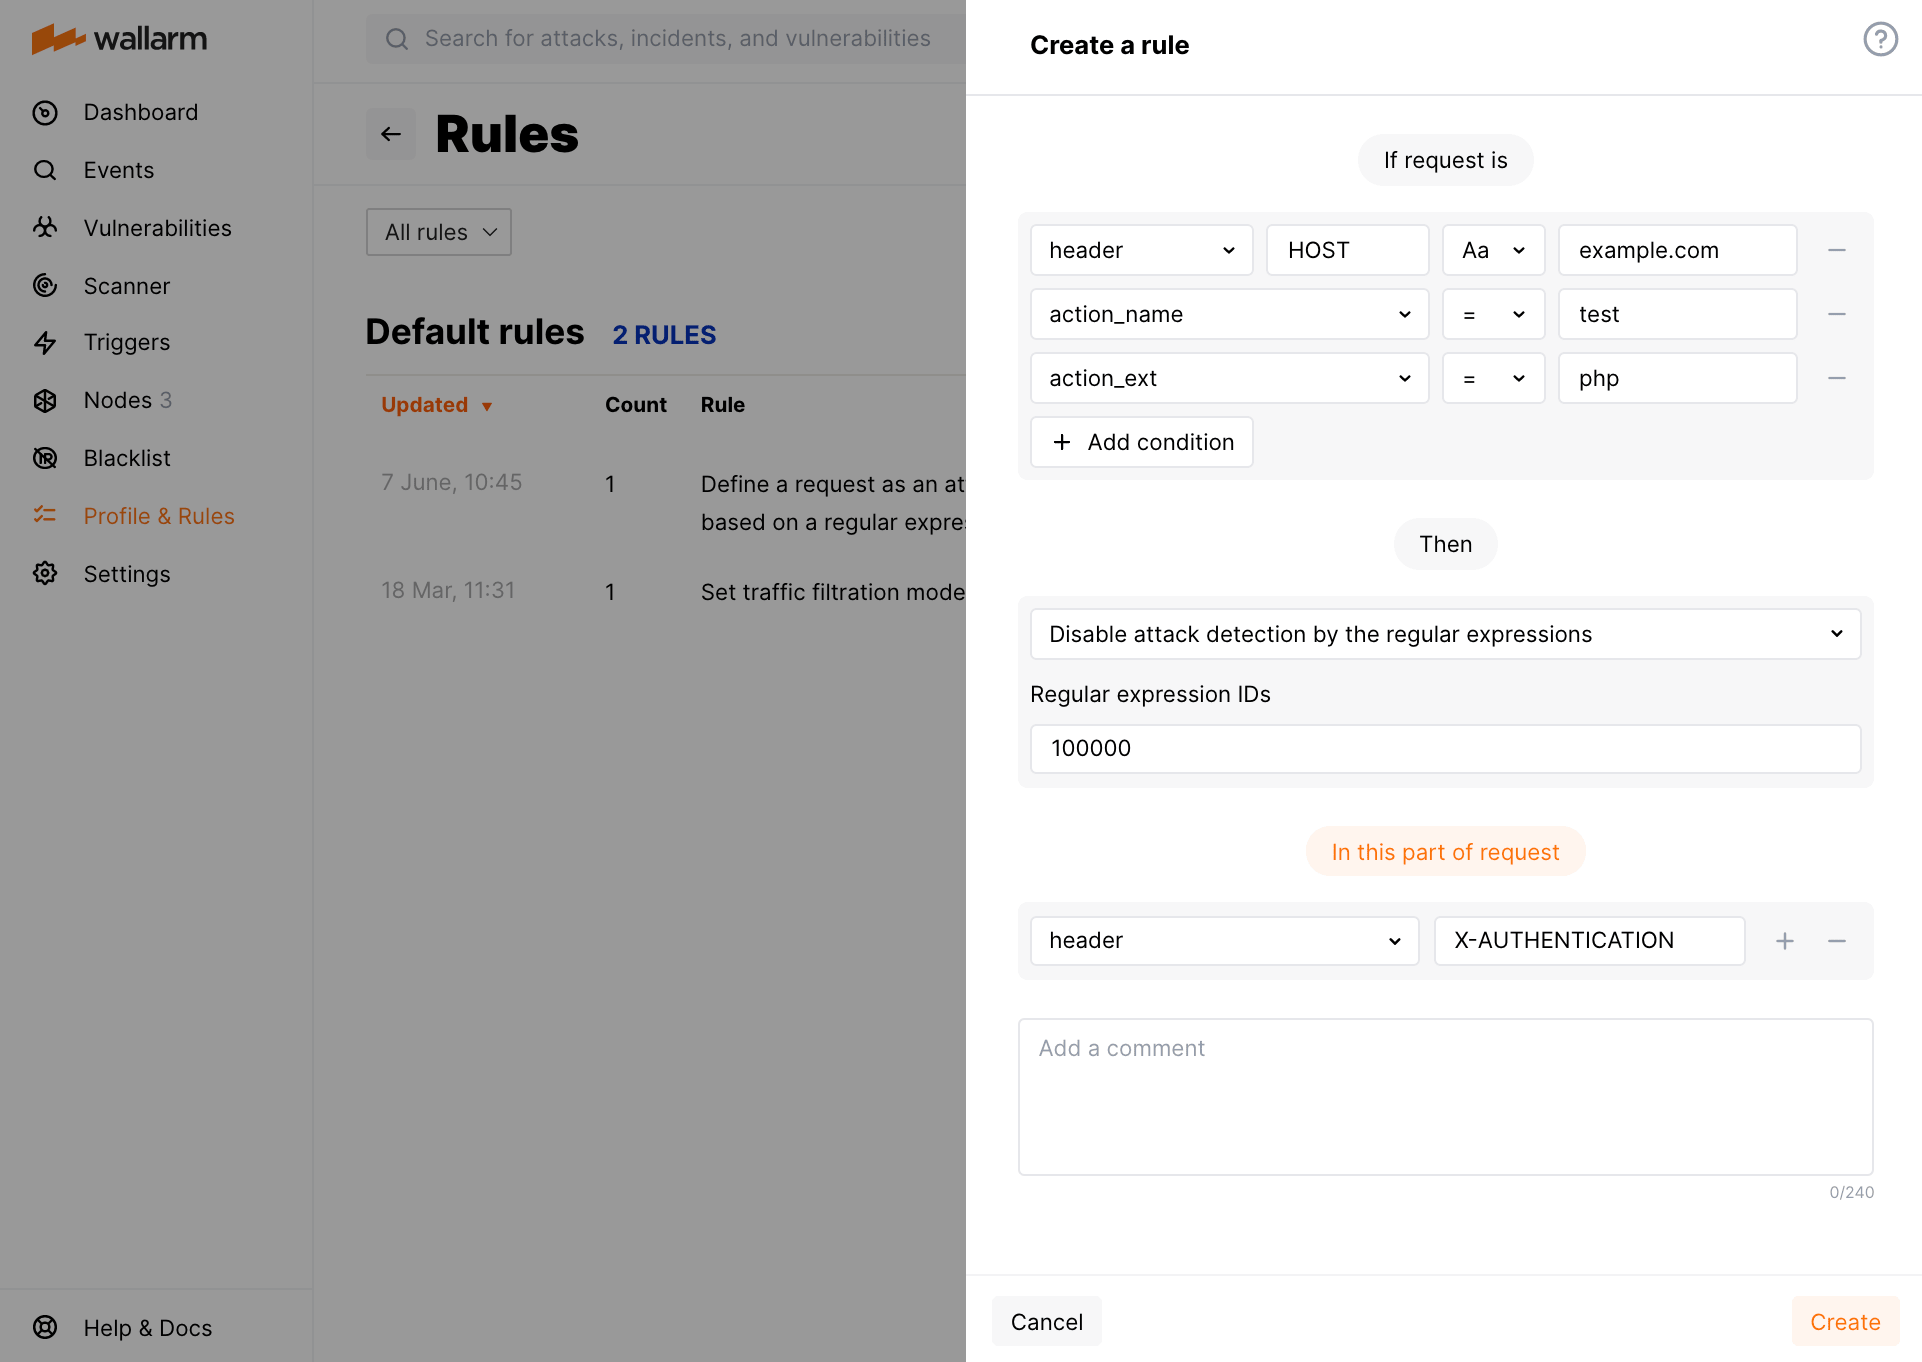 wallarm
Dashboard
Events
Vulnerabilities
Scanner
Triggers
Nodes 3
Blacklist
Profile & Rules
Settings
Help & Docs
Search for attacks, incidents, and vulnerabilities
Rules
All rules
Default rules 2 RULES
Updated Count Rule
7 June, 10:45 1 Define a request as an at
based on a regular expre
18 Mar, 11:31 1 Set traffic filtration mode
Create a rule
If request is
header HOST Aa example.com
action_name = test
action_ext = php
+ Add condition
Then
Disable attack detection by the regular expressions
Regular expression IDs
100000
In this part of request
header X-AUTHENTICATION
Add a comment
0/240
Cancel Create